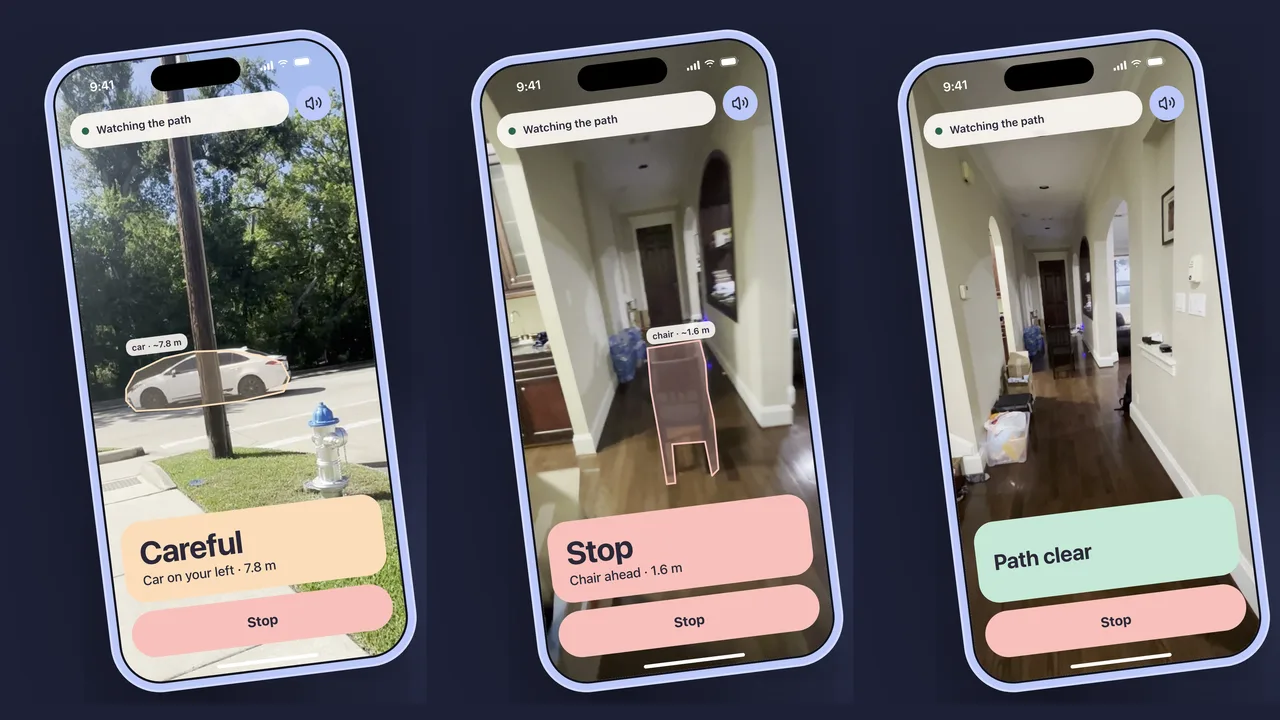 9:41
Watching the path
car · ~7.8 m
Careful
Car on your left · 7.8 m
Stop
9:41
Watching the path
chair · ~1.6 m
Stop
Chair ahead · 1.6 m
Stop
9:41
Watching the path
Path clear
Stop